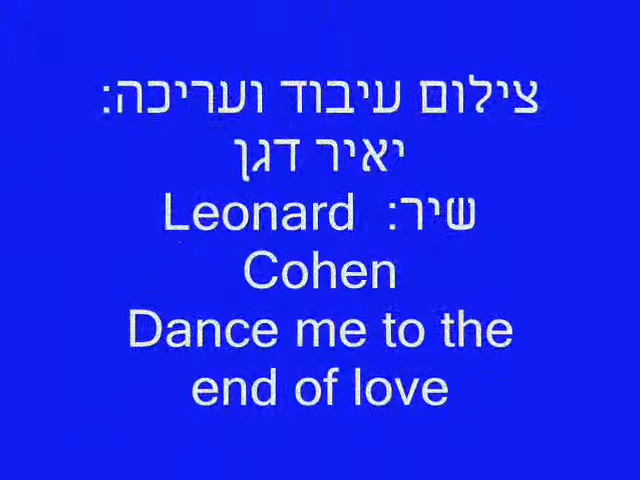 צילום עיבוד ועריכה:
יאיר דגן
שיר: Leonard
Cohen
Dance me to the
end of love